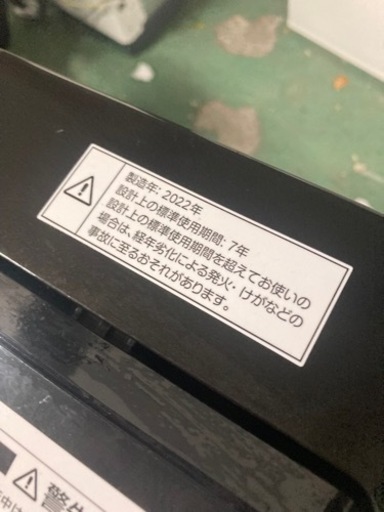 製造年: 2022年
設計上の標準使用期間: 7年
設計上の標準使用期間を超えてお使いの
場合は、経年劣化による発火・けがなどの
事故に至るおそれがあります。